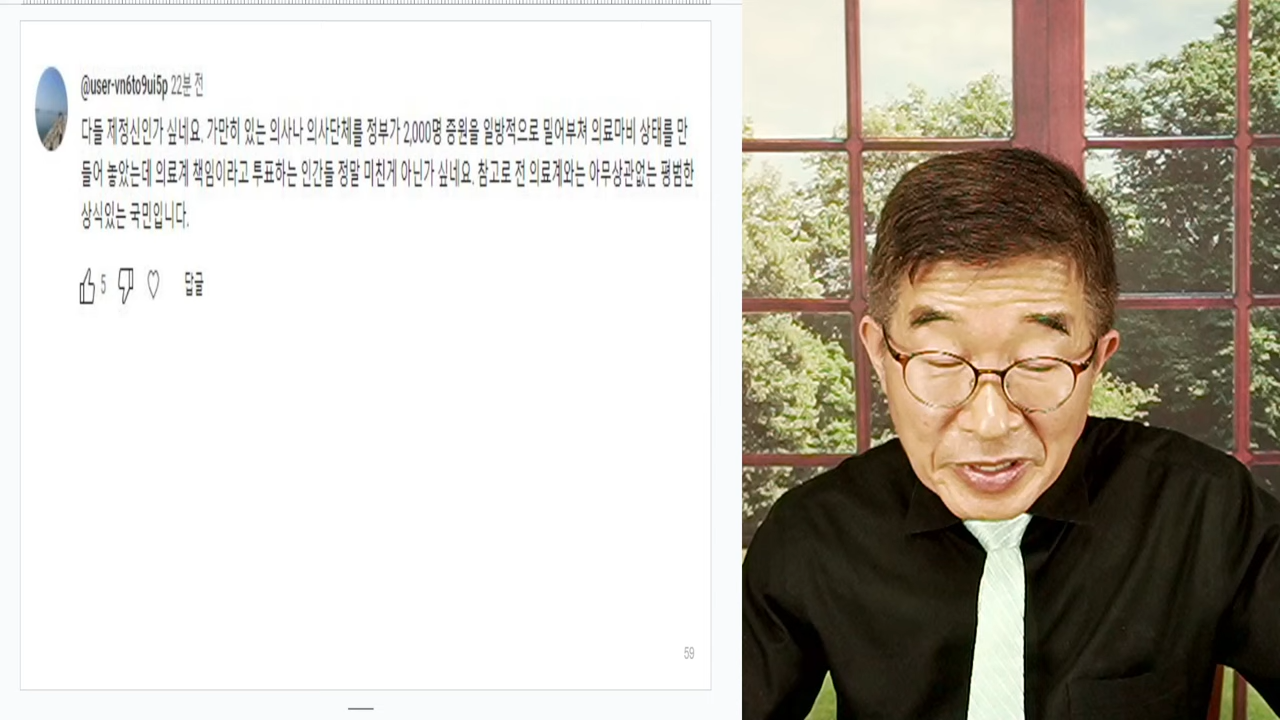 @user-vn6to9ui5p 22분 전
다들 제정신인가 싶네요. 가만히 있는 의사나 의사단체를 정부가 2,000명 증원을 일방적으로 밀어부쳐 의료마비 상태를 만
들어 놓았는데 의료계 책임이라고 투표하는 인간들 정말 미친게 아닌가 싶네요. 참고로 전 의료계와는 아무상관없는 평범한
상식있는 국민입니다.
5 답글
59